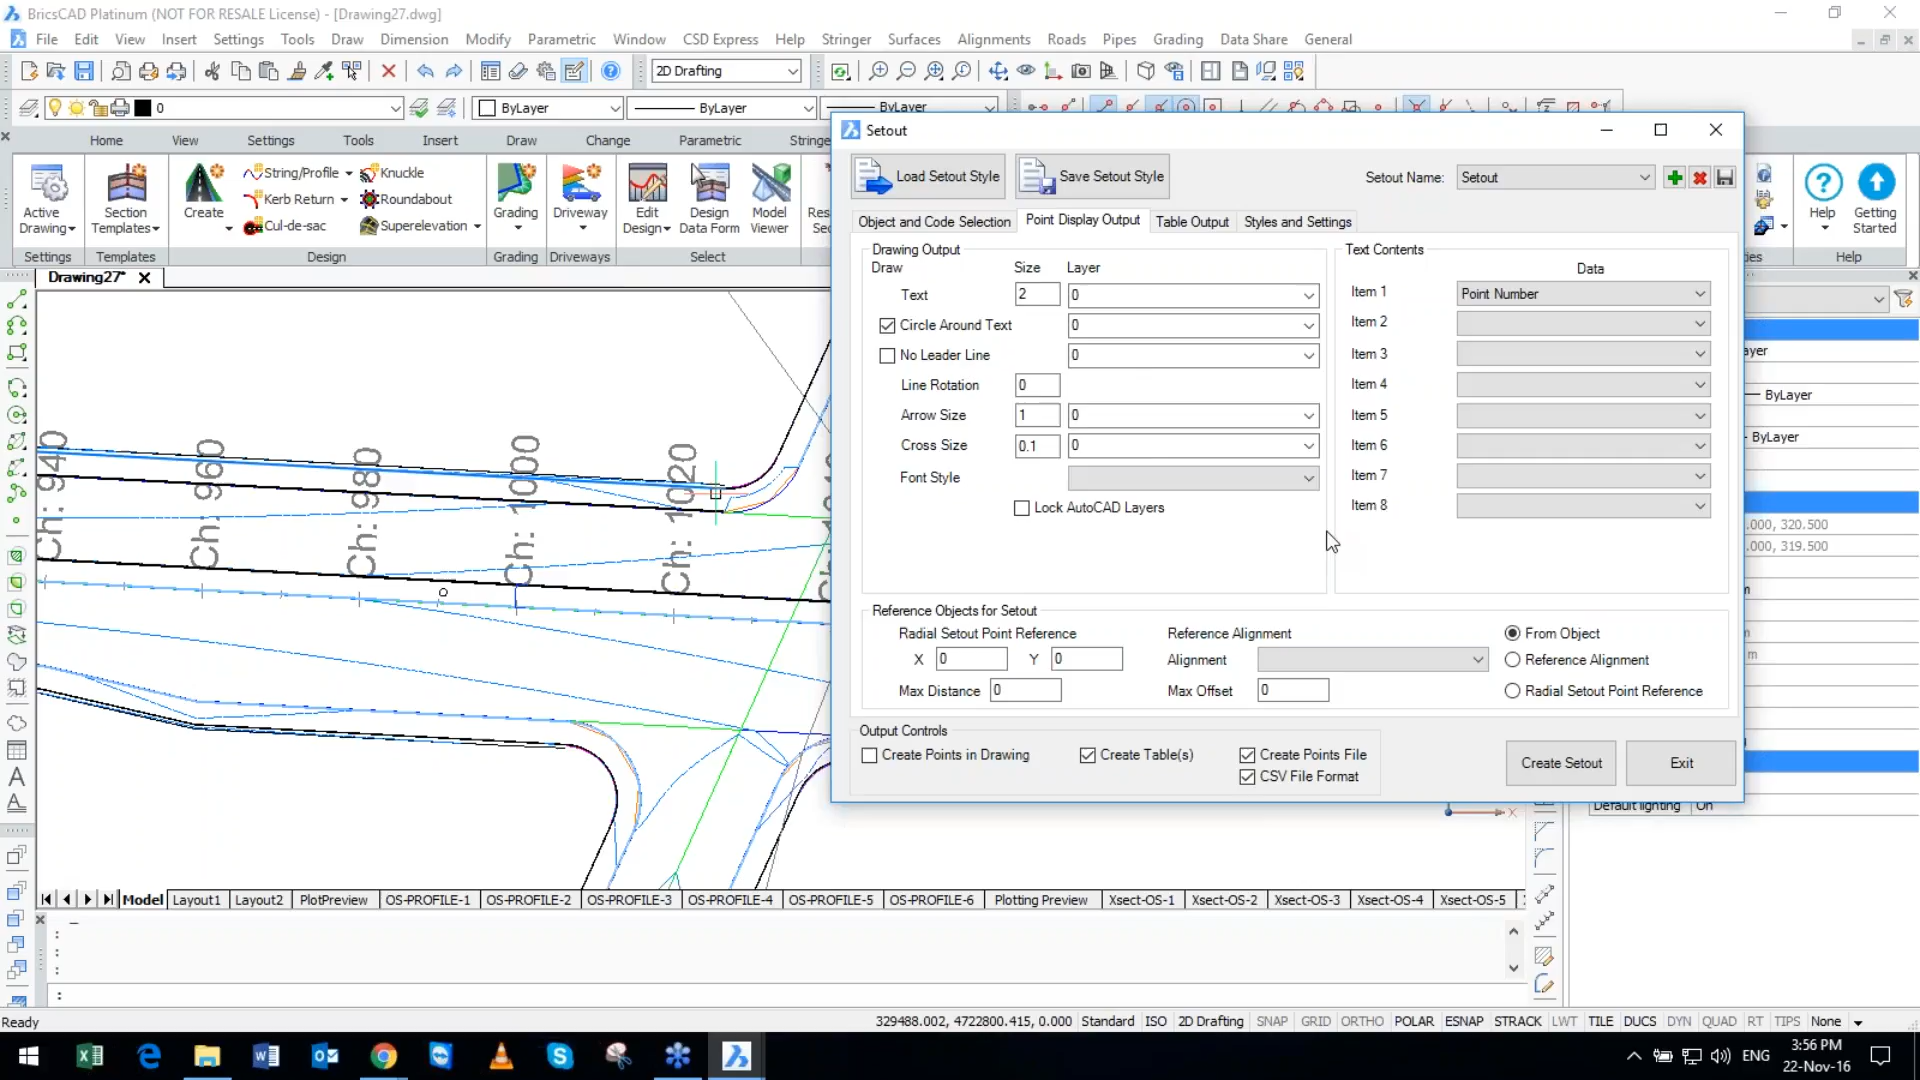 BricsCAD Platinum (NOT FOR RESALE License) - [Drawing27.dwg]
File Edit View Insert Settings Tools Draw Dimension Modify Parametric Window CSD Express Help Stringer Surfaces Alignments Roads Pipes Grading Data Share General
2D Drafting
0 ByLayer ByLayer ByLayer
Home View Settings Tools Insert Draw Change Parametric Stringe
Active Drawing
Section Templates
Create
String/Profile
Kerb Return
Cul-de-sac
Knuckle
Roundabout
Superelevation
Grading
Driveway
Edit Design
Design Data Form
Model Viewer
Res
Sec
Help
Getting Started
Settings Templates Design Grading Driveways Select ies Help
Drawing27*
Ch: 940
Ch: 960
Ch: 980
Ch: 1000
Ch: 1020
Setout
Load Setout Style
Save Setout Style
Setout Name: Setout
Object and Code Selection Point Display Output Table Output Styles and Settings
Drawing Output
Draw Size Layer
Text 2 0
Circle Around Text 0
No Leader Line 0
Line Rotation 0
Arrow Size 1 0
Cross Size 0.1 0
Font Style
Lock AutoCAD Layers
Text Contents
Data
Item 1 Point Number
Item 2
Item 3
Item 4
Item 5
Item 6
Item 7
Item 8
Reference Objects for Setout
Radial Setout Point Reference
X 0 Y 0
Max Distance 0
Reference Alignment
Alignment
Max Offset 0
From Object
Reference Alignment
Radial Setout Point Reference
Output Controls
Create Points in Drawing
Create Table(s)
Create Points File
CSV File Format
Create Setout
Exit
ayer
ByLayer
ByLayer
.000, 320.500
.000, 319.500
m
Default lighting On
X
Model Layout1 Layout2 PlotPreview OS-PROFILE-1 OS-PROFILE-2 OS-PROFILE-3 OS-PROFILE-4 OS-PROFILE-5 OS-PROFILE-6 Plotting Preview Xsect-OS-1 Xsect-OS-2 Xsect-OS-3 Xsect-OS-4 Xsect-OS-5
:
:
:
:
Ready
329488.002, 4722800.415, 0.000 Standard ISO 2D Drafting SNAP GRID ORTHO POLAR ESNAP STRACK LWT TILE DUCS DYN QUAD RT TIPS None
ENG
3:56 PM
22-Nov-16